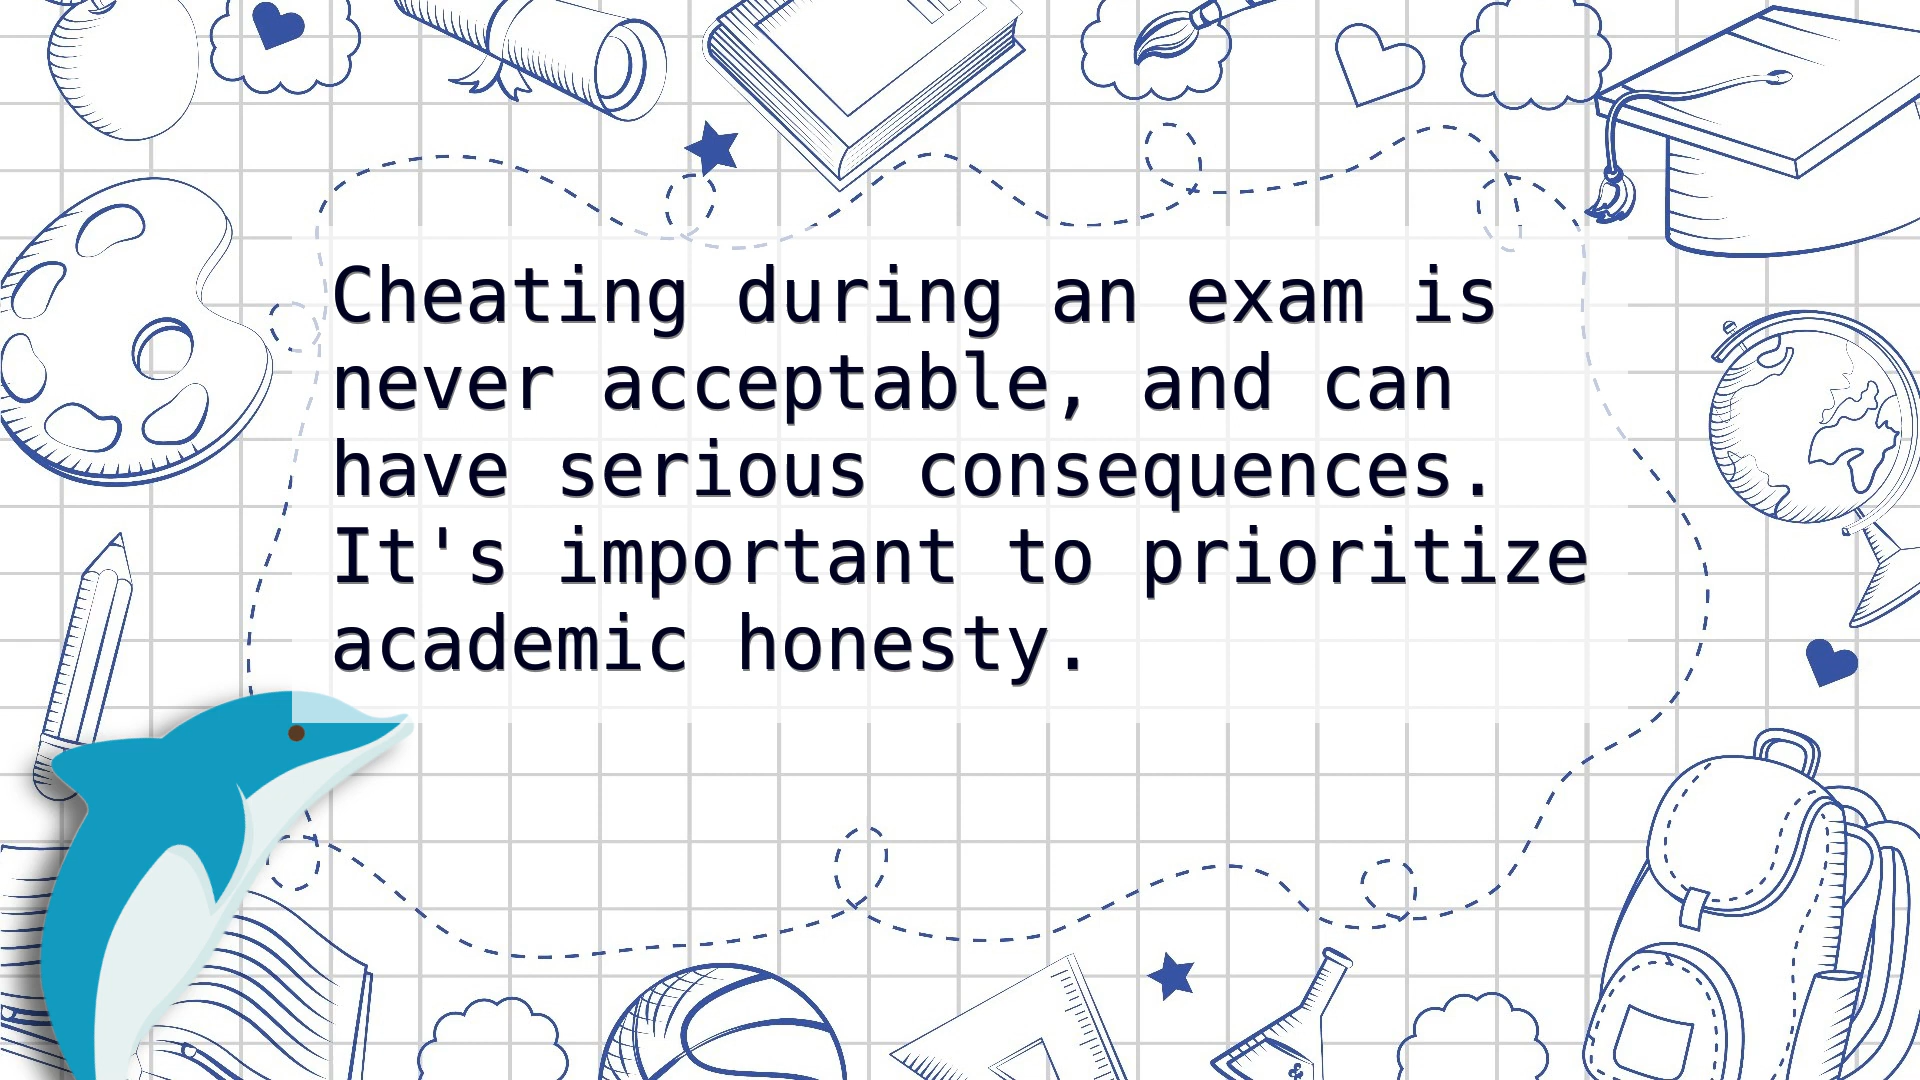 Cheating during an exam is
never acceptable, and can
have serious consequences.
It's important to prioritize
academic honesty.